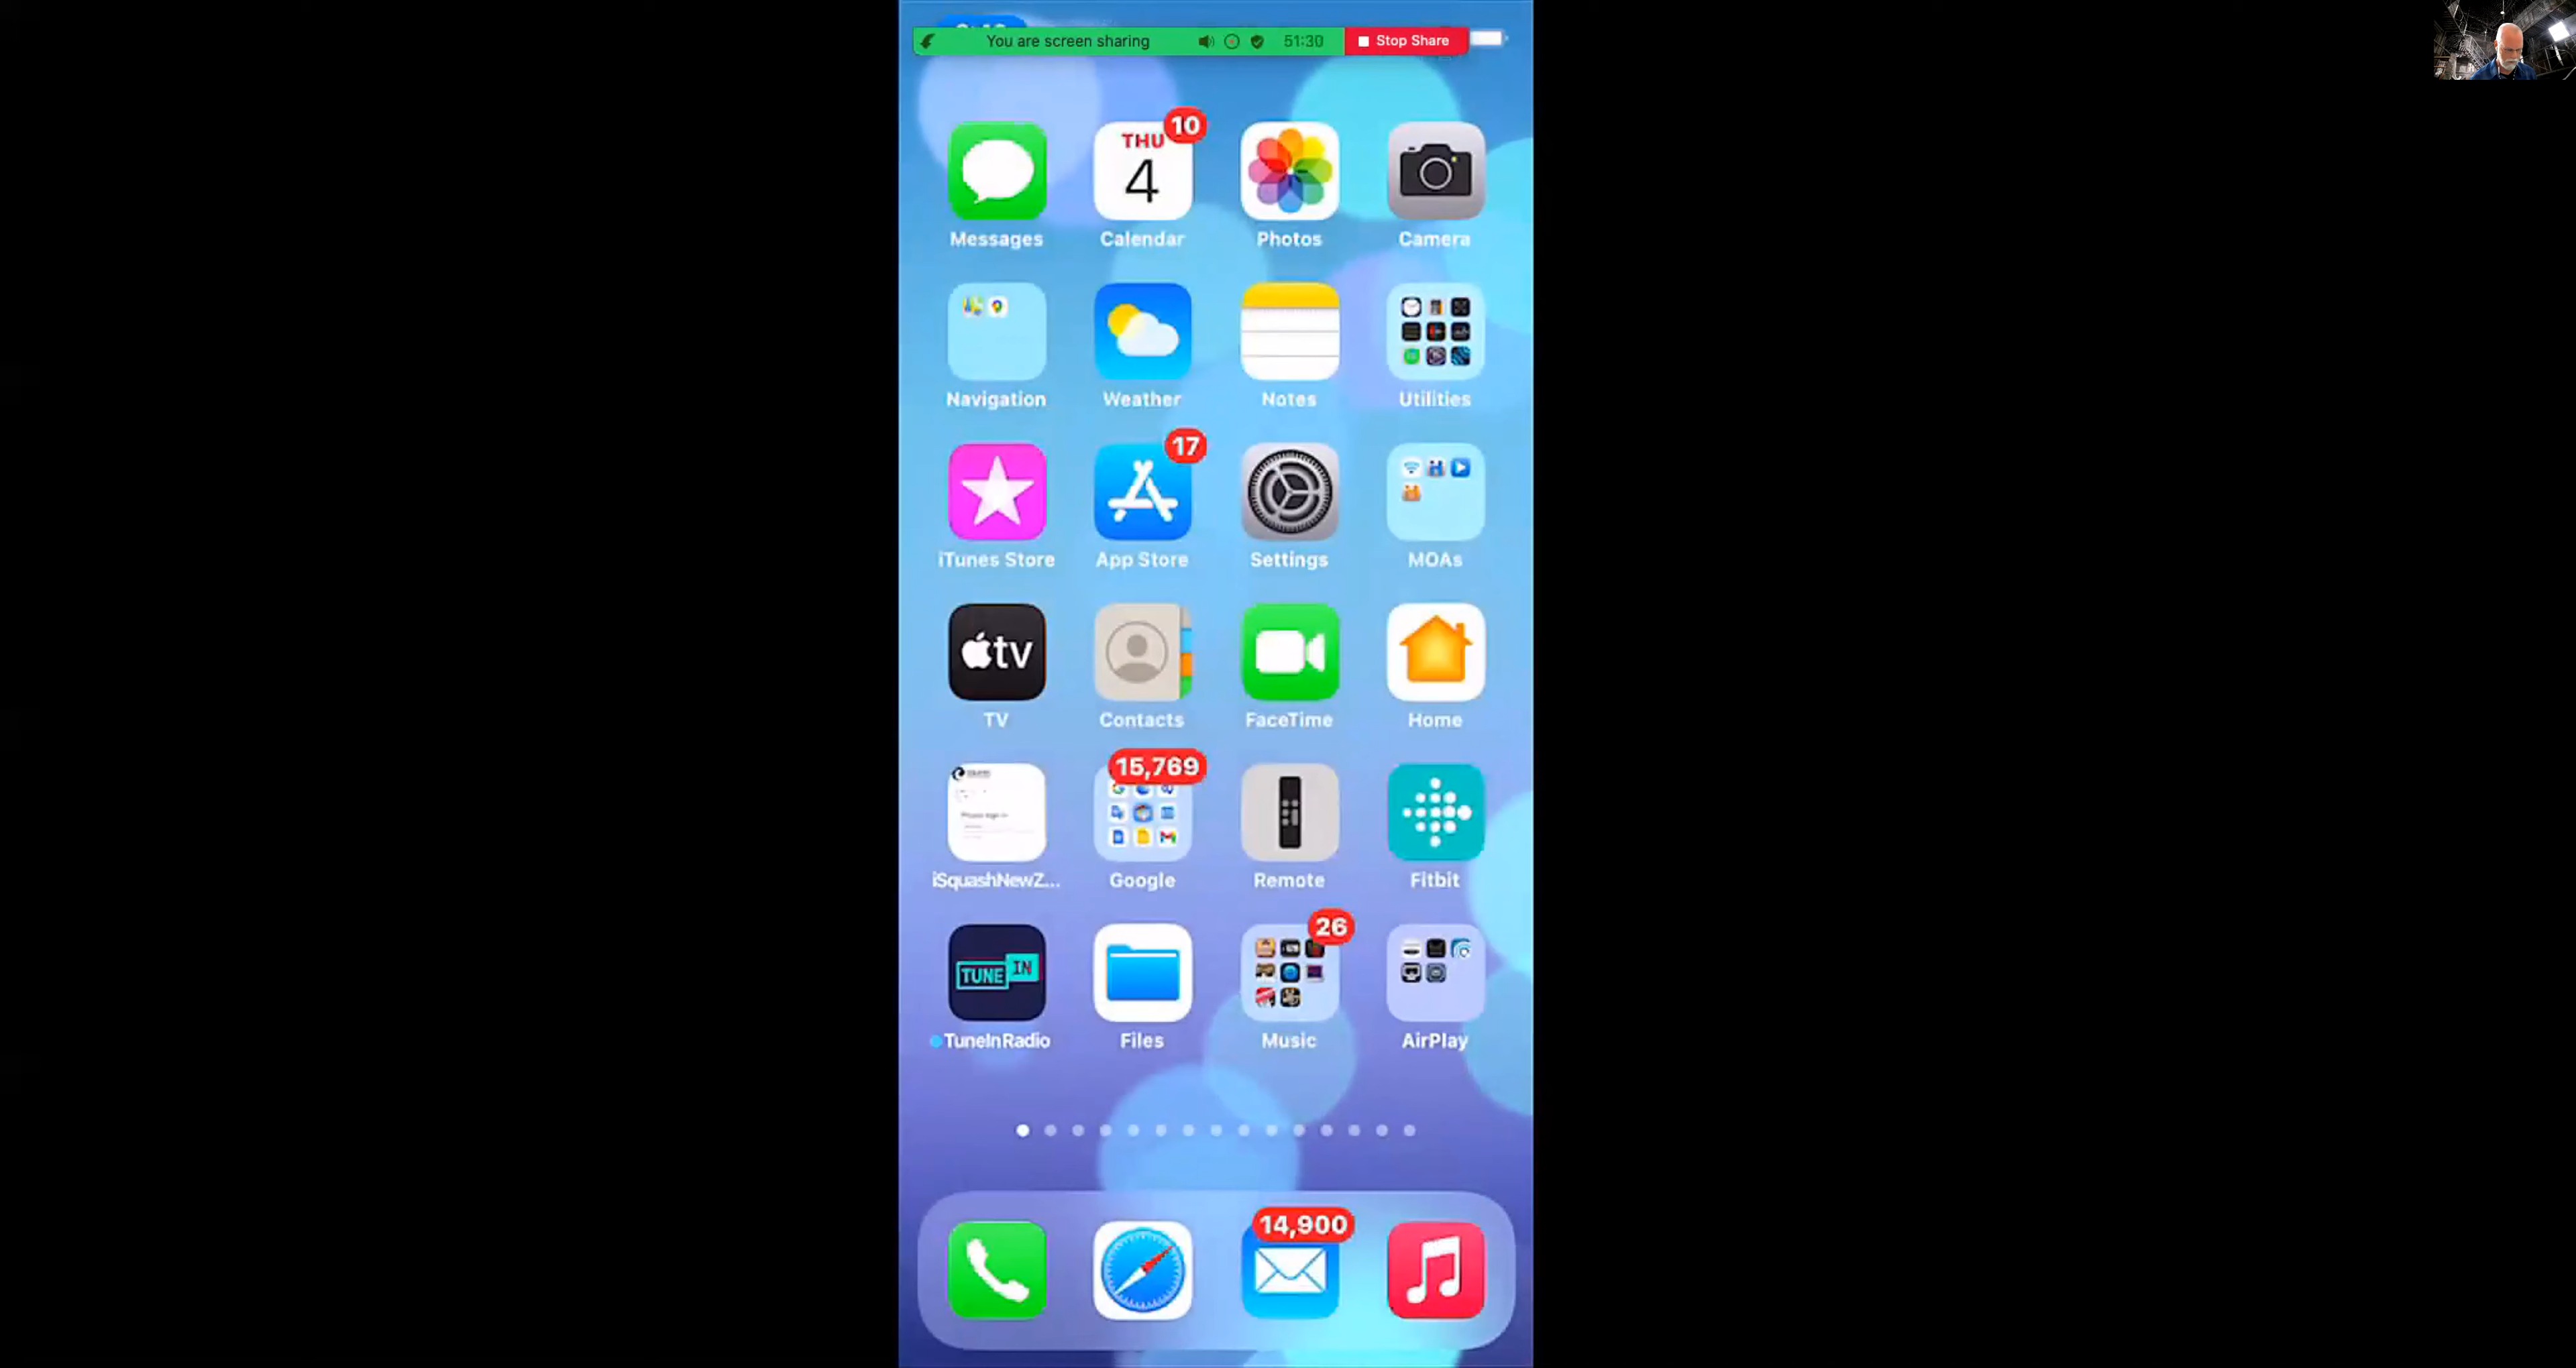 You are screen sharing 51:30 Stop Share
THU 10
4
Messages Calendar Photos Camera
Navigation Weather Notes Utilities
17
iTunes Store App Store Settings MOAs
tv
TV Contacts FaceTime Home
15,769
iSquashNewZ... Google Remote Fitbit
26
TUNE IN
TuneIn Radio Files Music AirPlay
14,900